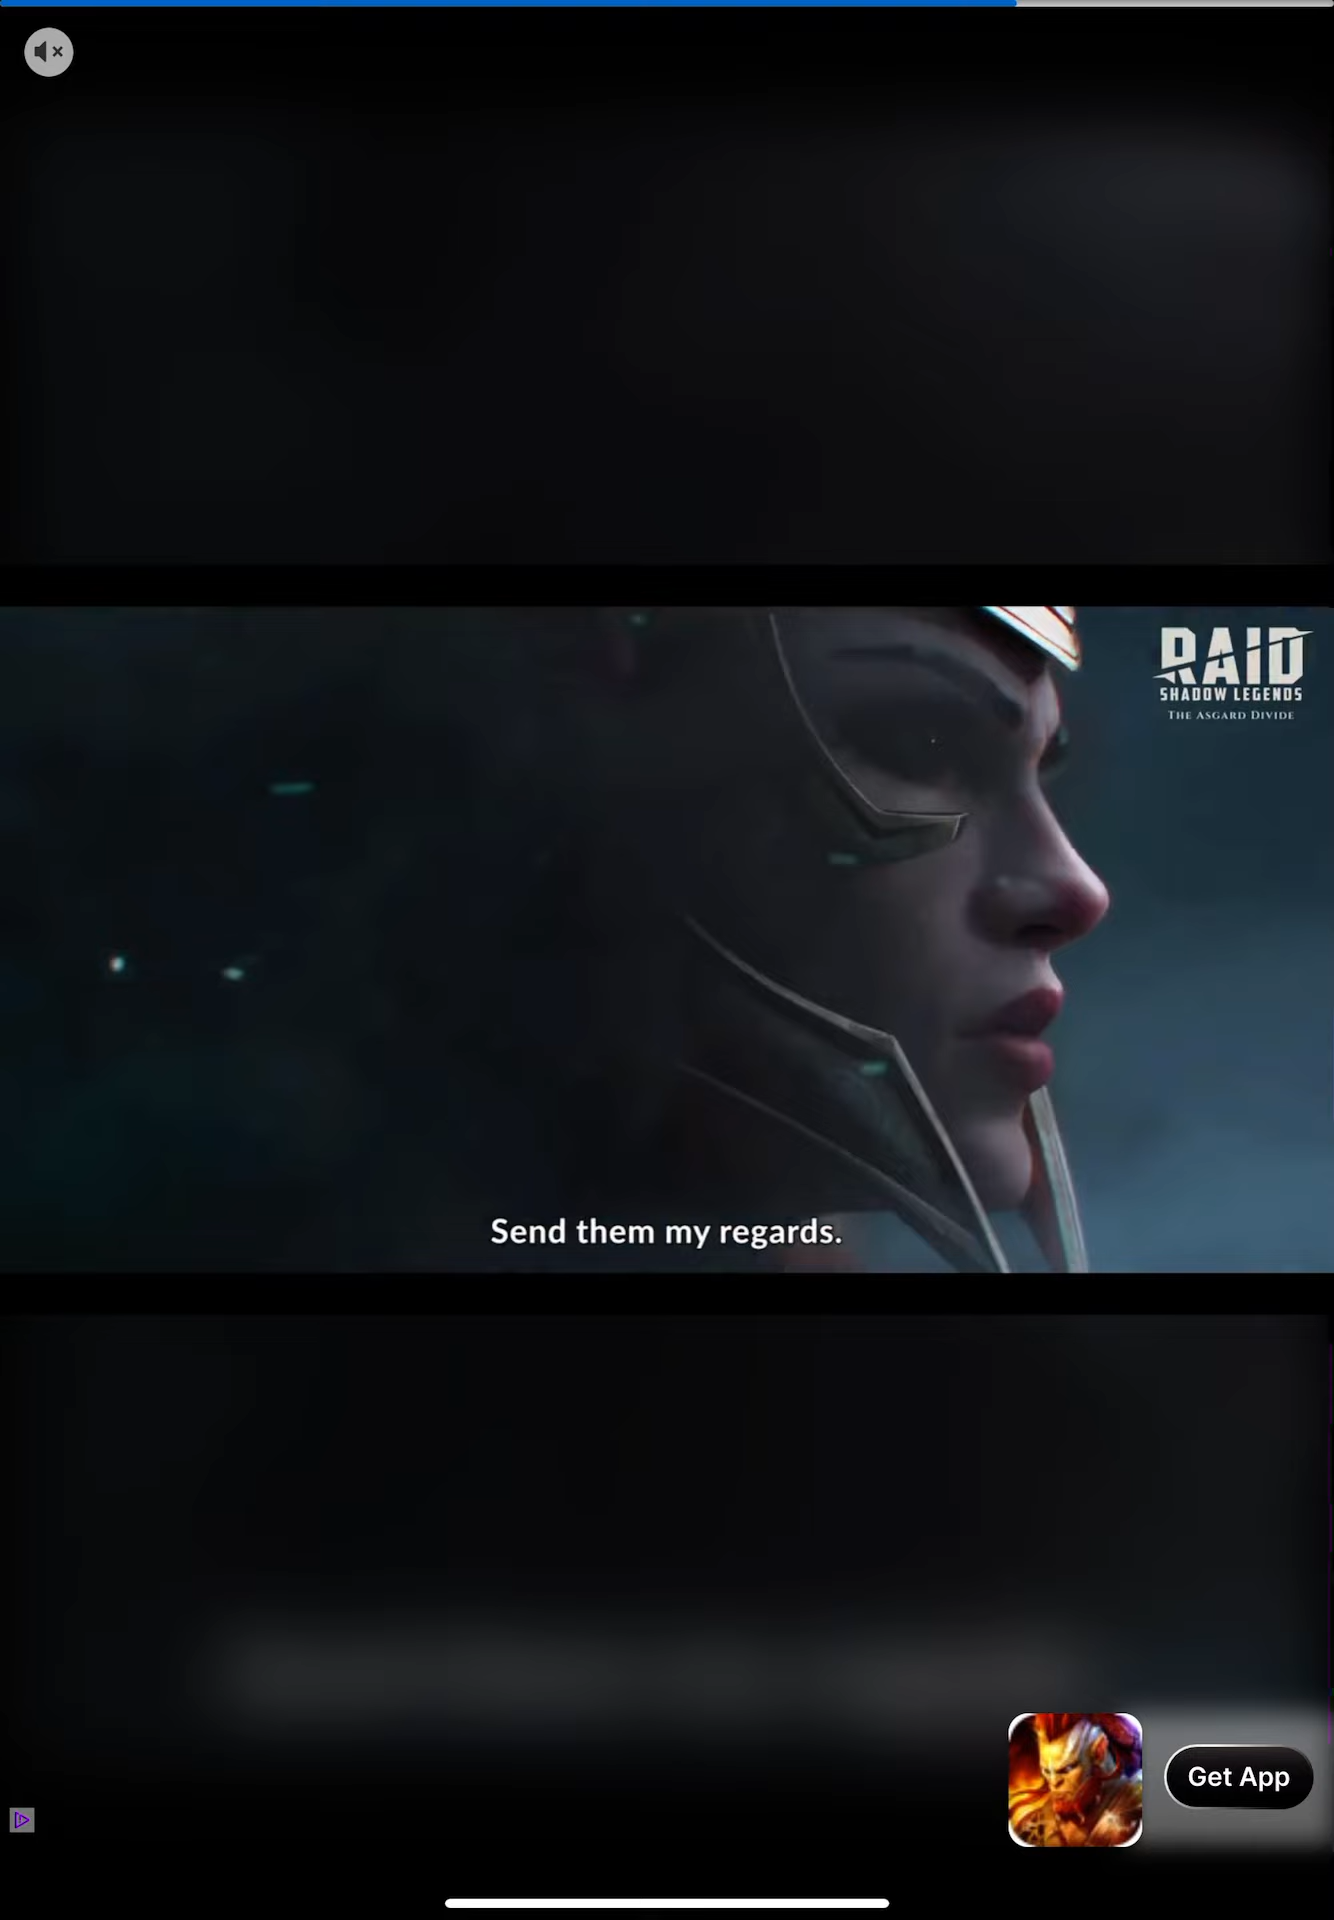 RAID
SHADOW LEGENDS
THE ASGARD DIVIDE
Send them my regards.
Get App